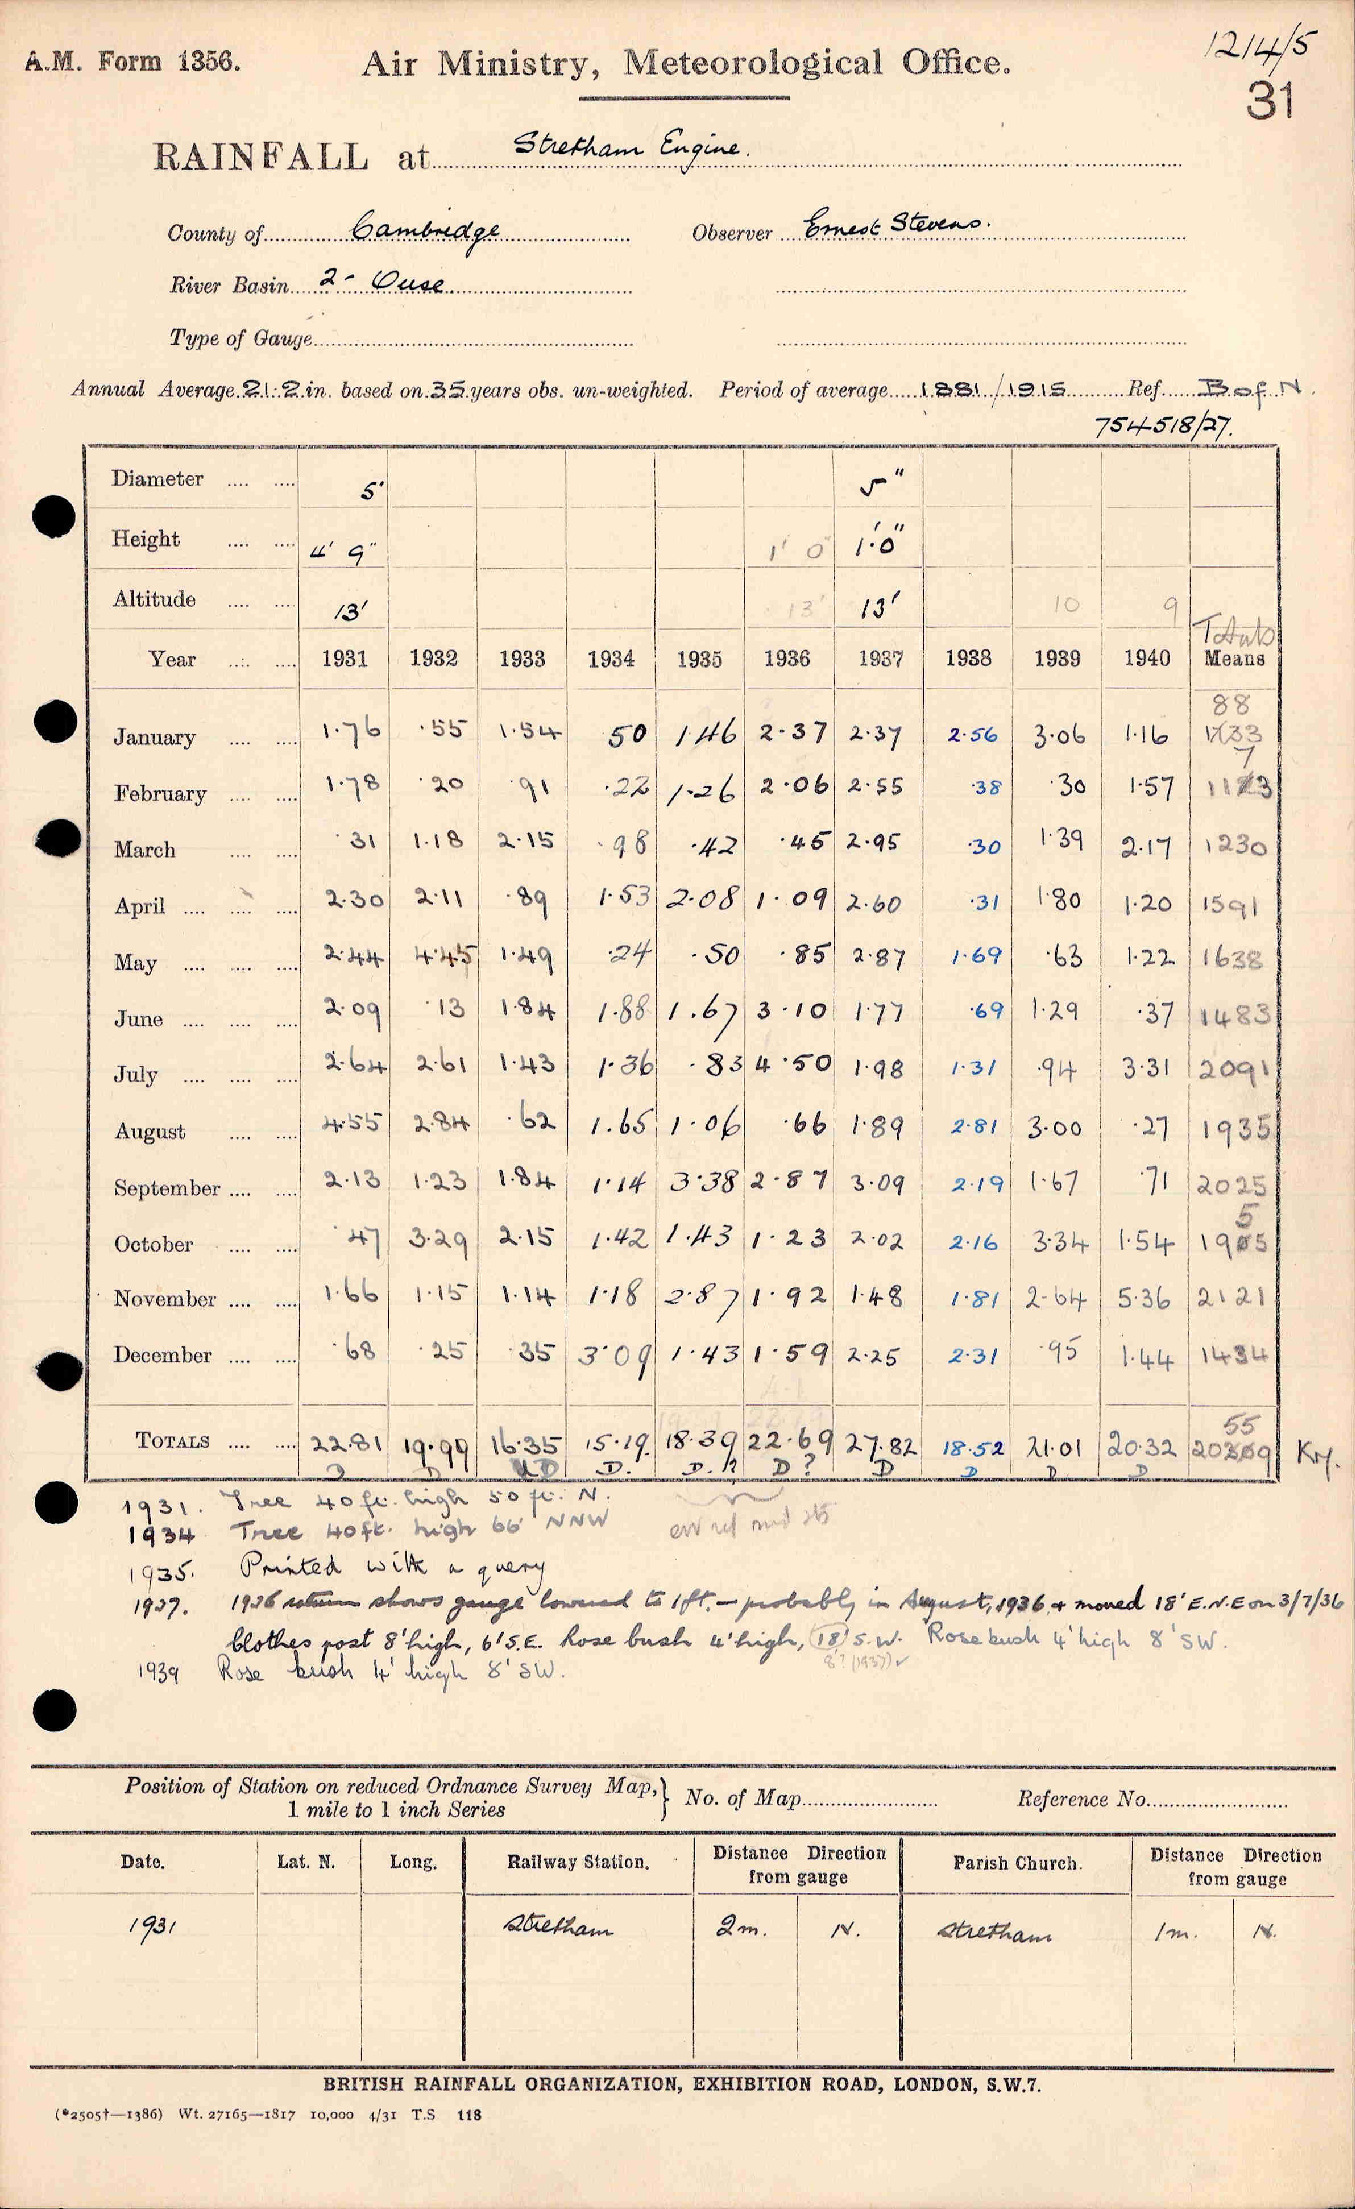 1214/5
A.M. Form 1356. Air Ministry, Meteorological Office.
31
RAINFALL at Stretham Engine.
County of Cambridge Observer Ernest Stevens.
River Basin 2 - Ouse.
Type of Gauge
Annual Average 21.2 in. based on 35 years obs. un-weighted. Period of average 1881/1915 Ref. B of N.
754518/27.
Diameter .... .... 5" 5"
Height .... .... 4' 9" 1' 0" 1'.0"
Altitude .... .... 13' 13' 13' 10 9
Totals
Year .... .... 1931 1932 1933 1934 1935 1936 1937 1938 1939 1940 Means
88
January .... .... 1.76 .55 1.54 50 1.46 2.37 2.37 2.56 3.06 1.16
7
February .... .... 1.78 .20 .91 .22 1.26 2.06 2.55 .38 .30 1.57 1123
March .... .... .31 1.18 2.15 .98 .42 .45 2.95 .30 1.39 2.17 1230
April .... .... .... 2.30 2.11 .89 1.53 2.08 1.09 2.60 .31 1.80 1.20 1591
May .... .... .... 2.44 4.45 1.49 .24 .50 .85 2.87 1.69 .63 1.22 1638
June .... .... .... 2.09 .13 1.84 1.88 1.67 3.10 1.77 .69 1.29 .37 1483
July .... .... .... 2.64 2.61 1.43 1.36 .83 4.50 1.98 1.31 .94 3.31 2091
August .... .... 4.55 2.84 .62 1.65 1.06 .66 1.89 2.81 3.00 .27 1935
September .... .... 2.13 1.23 1.84 1.14 3.38 2.87 3.09 2.19 1.67 .71 2025
5
October .... .... .47 3.29 2.15 1.42 1.43 1.23 2.02 2.16 3.34 1.54 1905
November .... .... 1.66 1.15 1.14 1.18 2.87 1.92 1.48 1.81 2.64 5.36 2121
December .... .... .68 .25 .35 3.09 1.43 1.59 2.25 2.31 .95 1.44 1434
55
TOTALS .... .... 22.81 19.99 16.35 15.19 18.39 22.69 27.82 18.52 21.01 20.32
D D D D. D.? D? D D D D
1931. Tree 40 ft. high 50 ft. N.
1934 Tree 40ft. high 66' NNW
1935. Printed with a query
1937. 1936 return shows gauge lowered to 1ft. - probably in August, 1936, + moved 18' E.N.E on 3/7/36
Clothes post 8' high, 6' S.E. Rose bush 4' high, 18' S.W. Rose bush 4' high 8' SW.
8'? (1937) ✓
1939 Rose bush 4' high 8' SW.
Position of Station on reduced Ordnance Survey Map, } No. of Map Reference No.
1 mile to 1 inch Series
Date. Lat. N. Long. Railway Station. Distance Direction from gauge Parish Church. Distance Direction from gauge
1931 Stretham 2m. N. Stretham 1m. N.
BRITISH RAINFALL ORGANIZATION, EXHIBITION ROAD, LONDON, S.W.7.
(*2505†—1386) Wt. 27165—1817 10,000 4/31 T.S 118